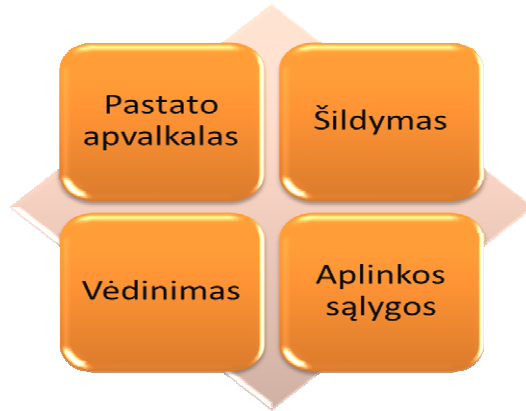 Pastato
apvalkalas
Šildymas
Vėdinimas
Aplinkos
sąlygos